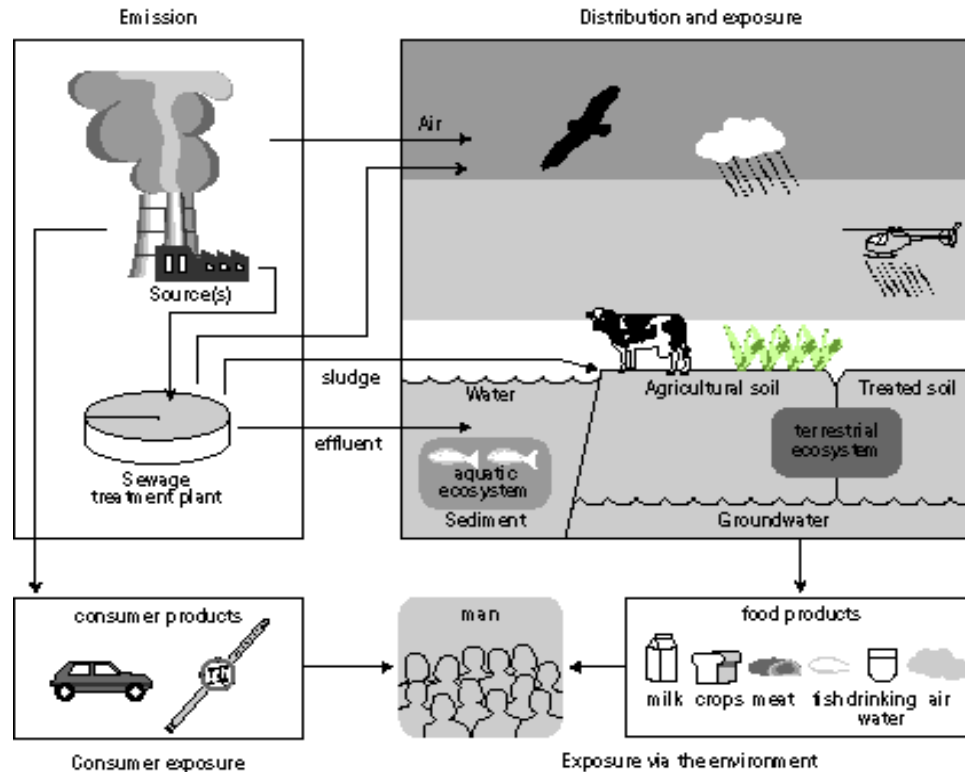 Emission
Distribution and exposure
Air
Source(s)
sludge
Water
Agricultural soil
Treated soil
effluent
terrestrial
ecosystem
Sewage
treatment plant
aquatic
ecosystem
Sediment
Groundwater
consumer products
man
food products
milk
crops
meat
fish
drinking
water
air
Consumer exposure
Exposure via the environment